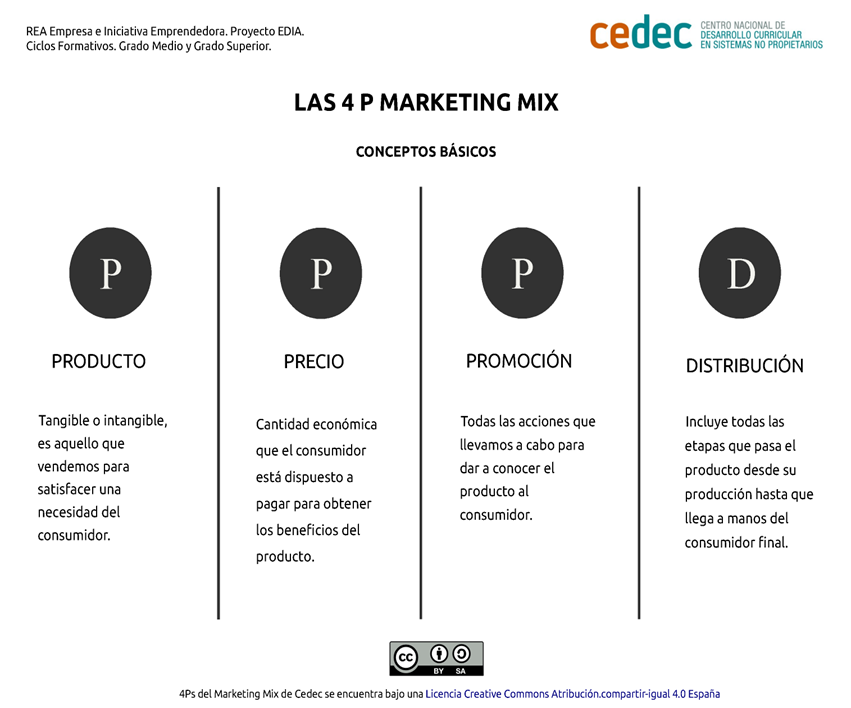 REA Empresa e Iniciativa Emprendedora. Proyecto EDIA.
Ciclos Formativos. Grado Medio y Grado Superior.
cedec
CENTRO NACIONAL DE
DESARROLLO CURRICULAR
EN SISTEMAS NO PROPIETARIOS
LAS 4 P MARKETING MIX
CONCEPTOS BÁSICOS
P
PRODUCTO
Tangible o intangible,
es aquello que
vendemos para
satisfacer una
necesidad del
consumidor.
P
PRECIO
Cantidad económica
que el consumidor
está dispuesto a
pagar para obtener
los beneficios del
producto.
P
PROMOCIÓN
Todas las acciones que
llevamos a cabo para
dar a conocer el
producto al
consumidor.
D
DISTRIBUCIÓN
Incluye todas las
etapas que pasa el
producto desde su
producción hasta que
llega a manos del
consumidor final.
cc
BY SA
4Ps del Marketing Mix de Cedec se encuentra bajo una Licencia Creative Commons Atribución.compartir-igual 4.0 España